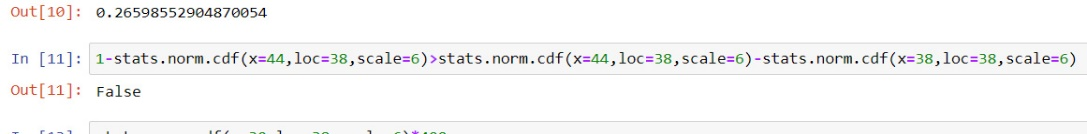 Out[10]: 0.26598552904870054
In [11]: 1-stats.norm.cdf(x=44,loc=38,scale=6)>stats.norm.cdf(x=44,loc=38,scale=6)-stats.norm.cdf(x=38,loc=38,scale=6)
Out[11]: False